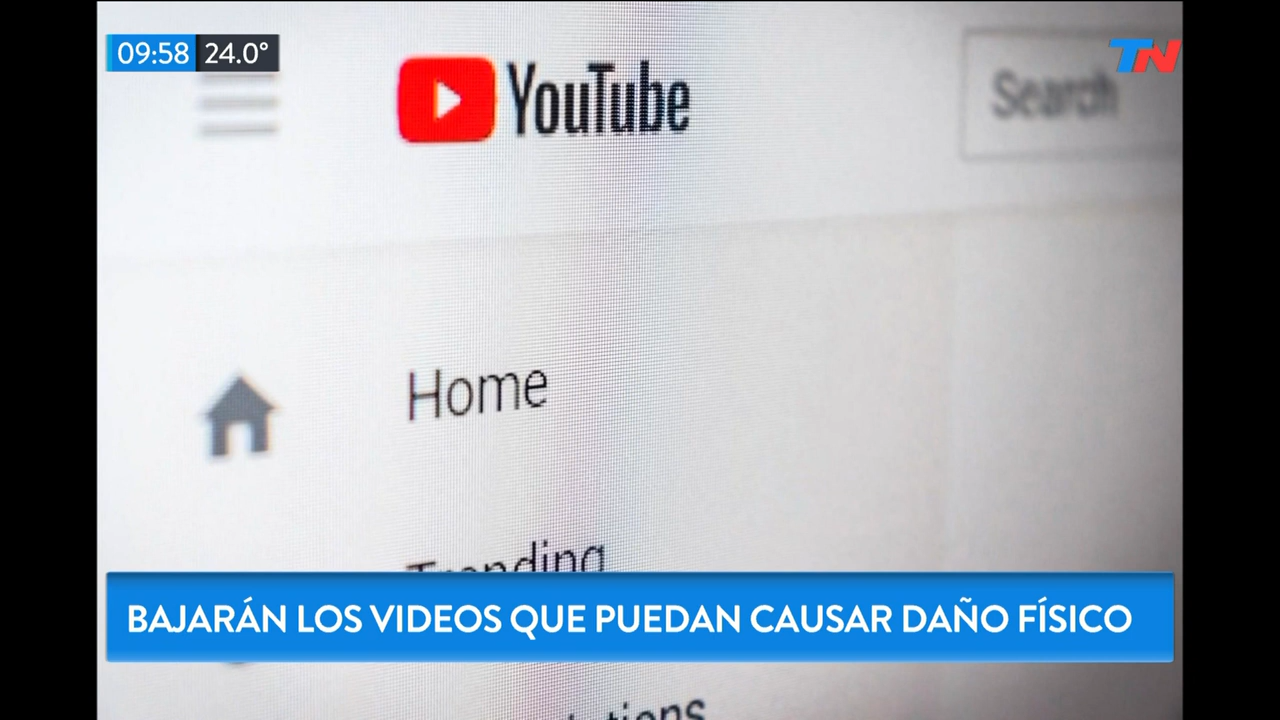 09:58 24.0°
TN
YouTube
Search
Home
Trending
BAJARÁN LOS VIDEOS QUE PUEDAN CAUSAR DAÑO FÍSICO